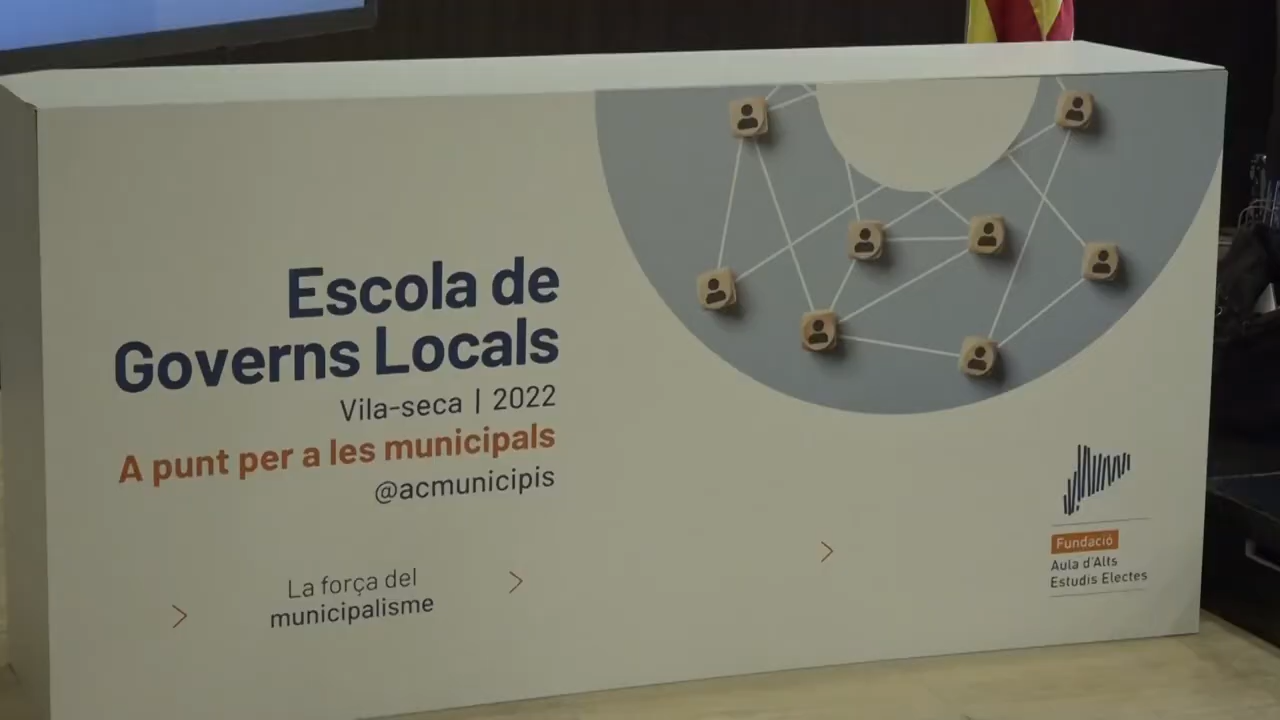 Escola de
Governs Locals
Vila-seca | 2022
A punt per a les municipals
@acmunicipis
La força del
municipalisme
Fundació
Aula d'Alts
Estudis Electes